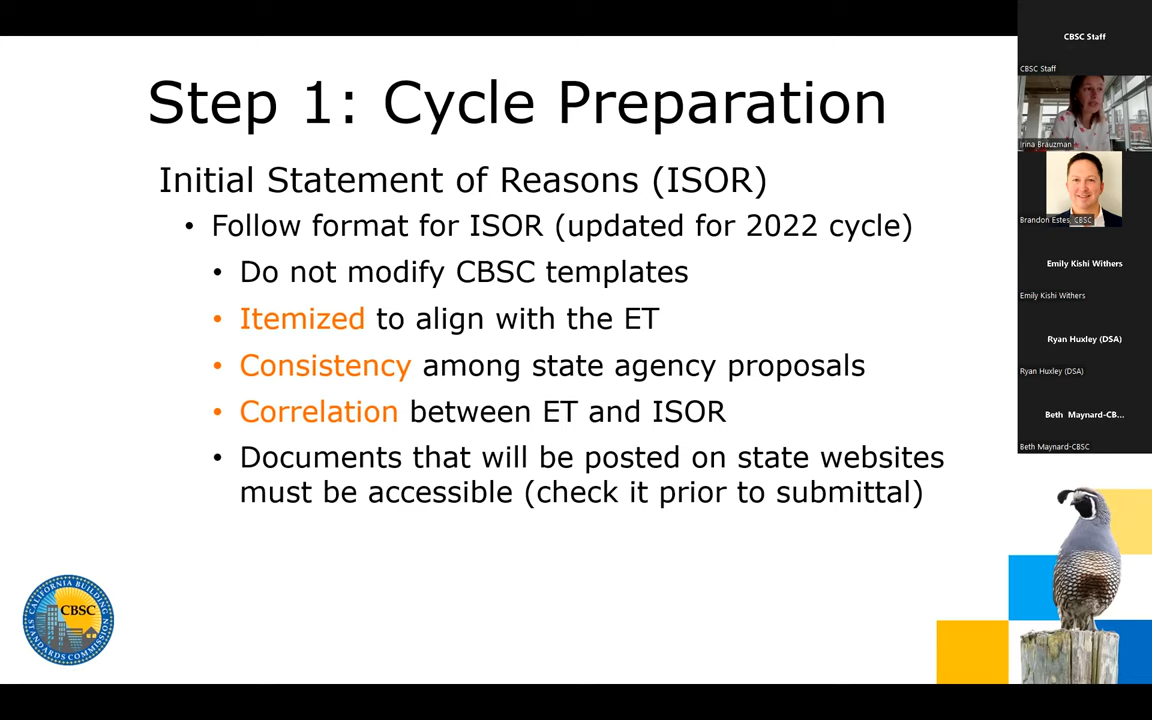 Step 1: Cycle Preparation
Initial Statement of Reasons (ISOR)
• Follow format for ISOR (updated for 2022 cycle)
• Do not modify CBSC templates
• Itemized to align with the ET
• Consistency among state agency proposals
• Correlation between ET and ISOR
• Documents that will be posted on state websites
must be accessible (check it prior to submittal)
CALIFORNIA BUILDING
CBSC
STANDARDS COMMISSION
CBSC Staff
CBSC Staff
Irina Brauzman
Brandon Estes, CBSC
Emily Kishi Withers
Emily Kishi Withers
Ryan Huxley (DSA)
Ryan Huxley (DSA)
Beth Maynard-CB...
Beth Maynard-CBSC